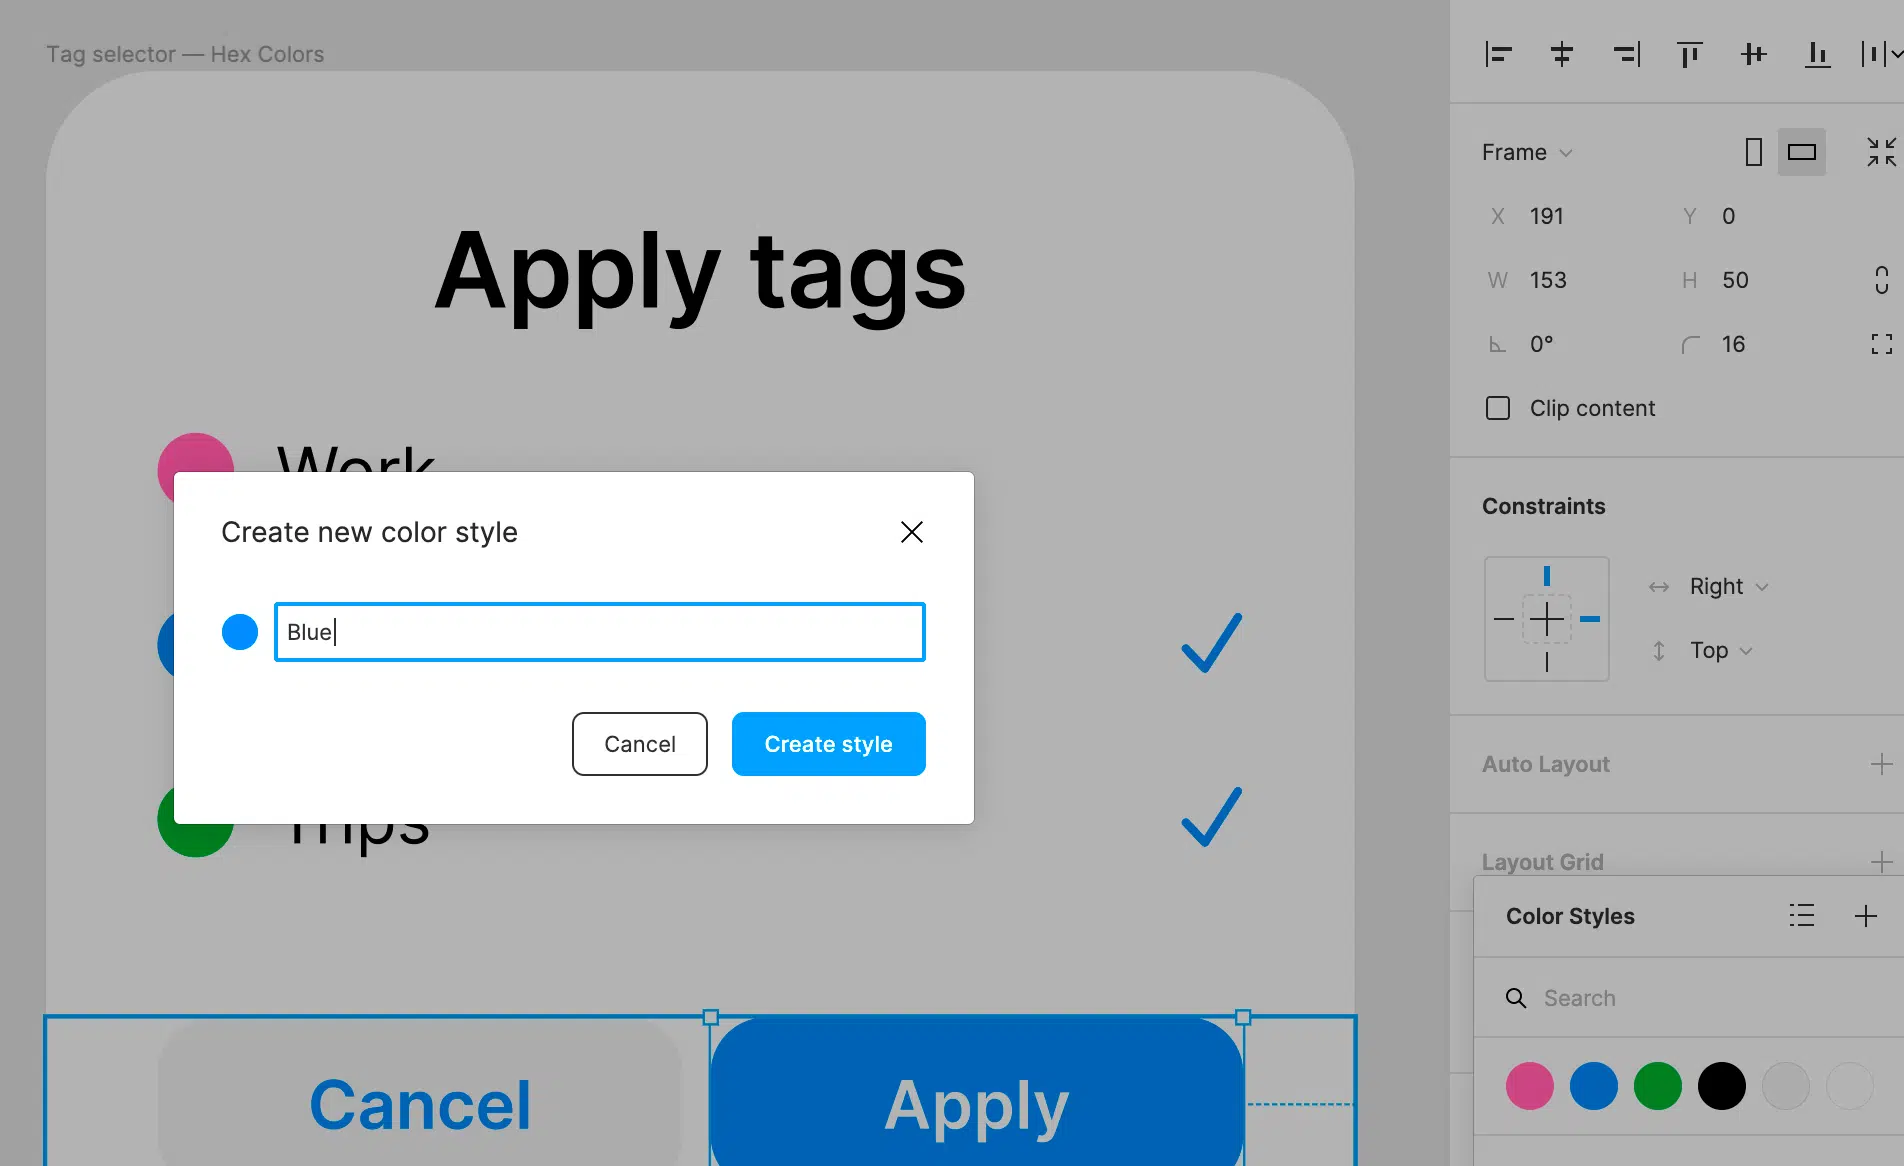 Tag selector — Hex Colors
Apply tags
Work
Create new color style
Blue
Cancel
Create style
Trips
Cancel
Apply
Frame
X 191 Y 0
W 153 H 50
0° 16
Clip content
Constraints
Right
Top
Auto Layout
Layout Grid
Color Styles
Search